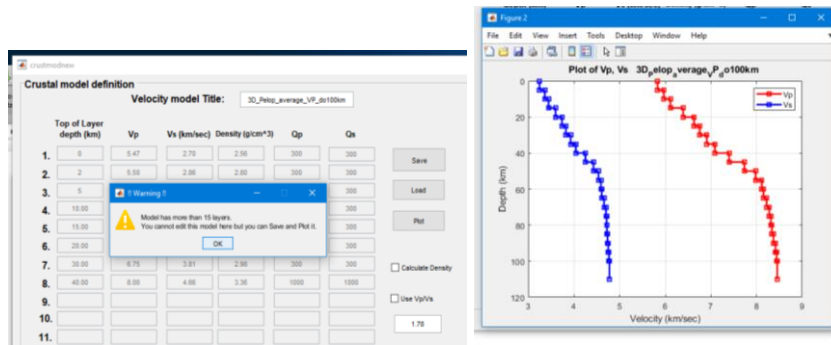 crustmodnew
Crustal model definition
Velocity model Title: 3D_Pelop_average_VP_do100km
Top of Layer
depth (km) Vp Vs (km/sec) Density (g/cm^3) Qp Qs
1. 0 5.47 2.70 2.56 300 300
Save
2. 2 5.50 2.86 2.60 300 300
3. 5 300
Load
4. 10.00 300
5. 15.00 300
Plot
6. 20.00 300
7. 30.00 6.75 3.81 2.98 300 300
Calculate Density
8. 40.00 8.00 4.66 3.36 1000 1000
9.
Use Vp/Vs
10.
1.78
11.
!! Warning !!
Model has more than 15 layers.
You cannot edit this model here but you can Save and Plot it.
OK
Figure 2
File Edit View Insert Tools Desktop Window Help
Plot of Vp, Vs 3DpelopaverageVPdo100km
Vp
Vs
0
20
40
60
80
100
120
Depth (km)
3 4 5 6 7 8 9
Velocity (km/sec)